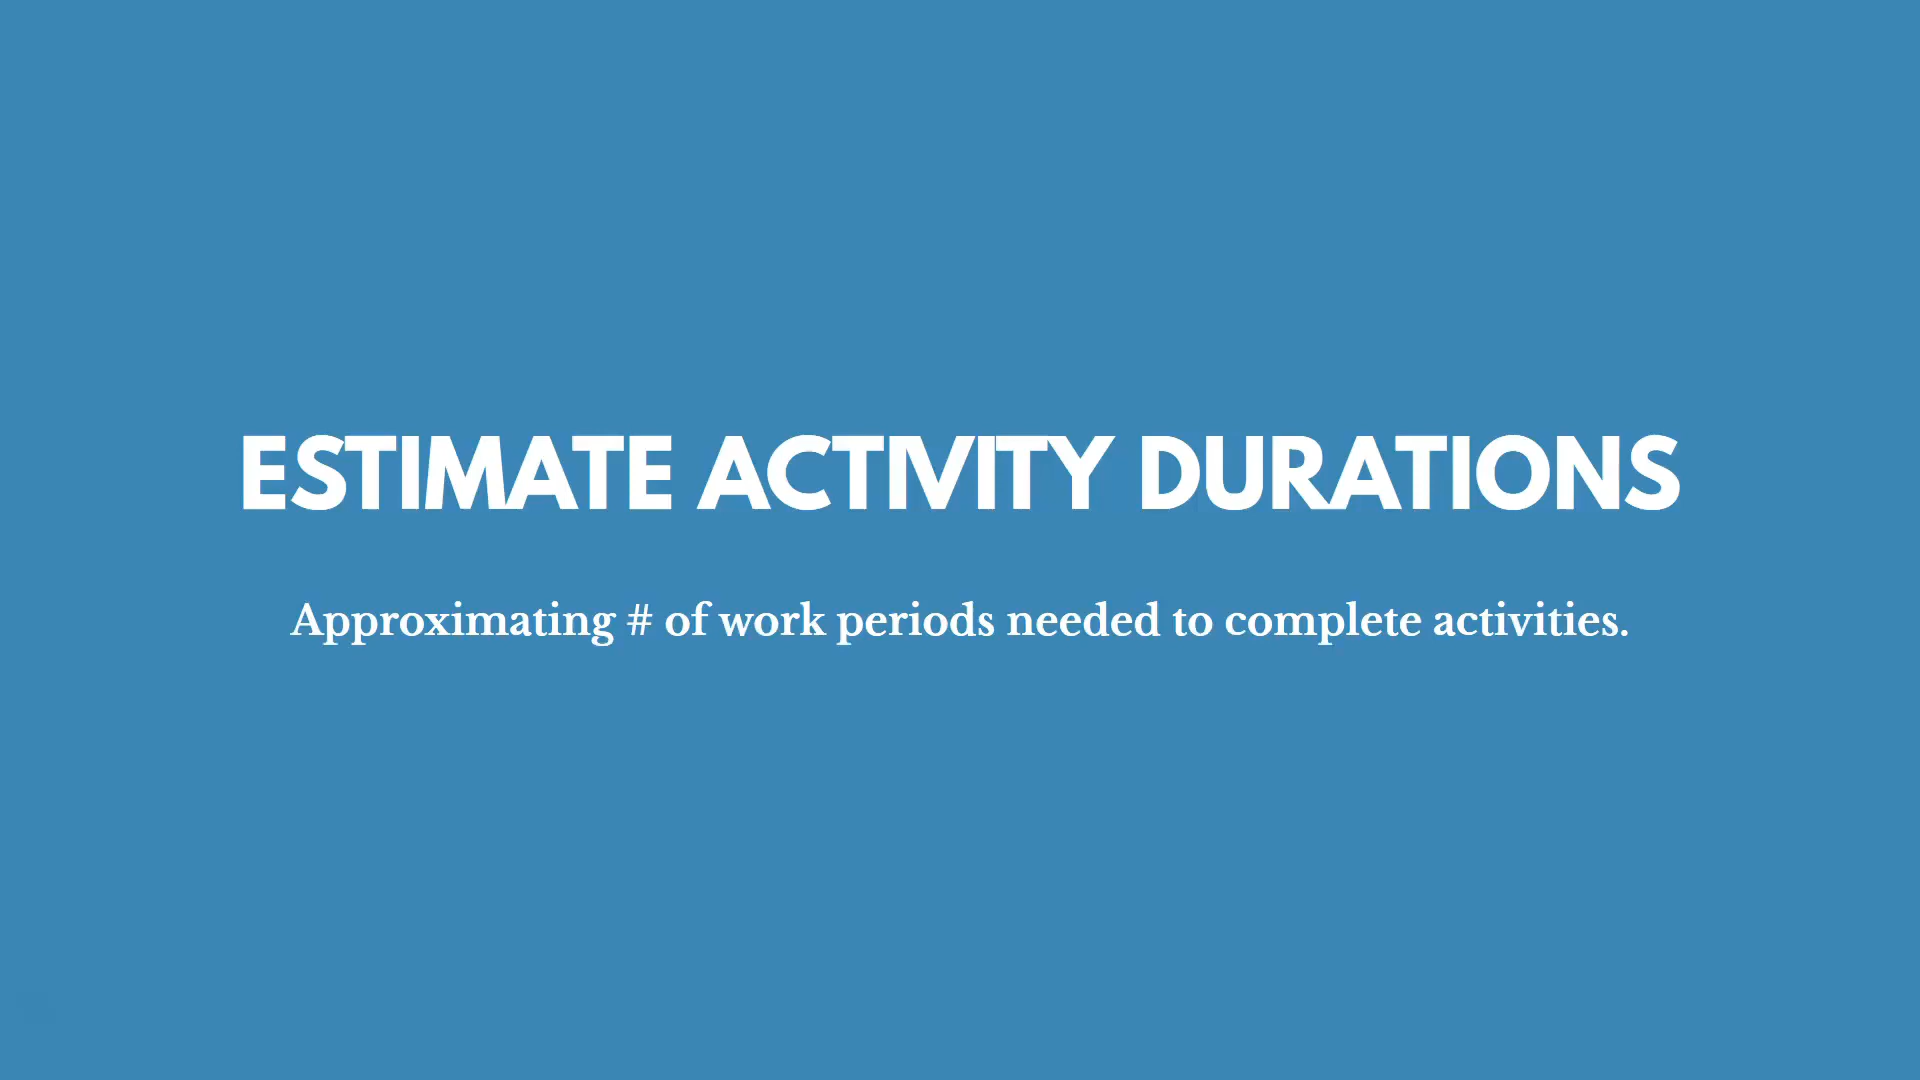 ESTIMATE ACTIVITY DURATIONS
Approximating # of work periods needed to complete activities.